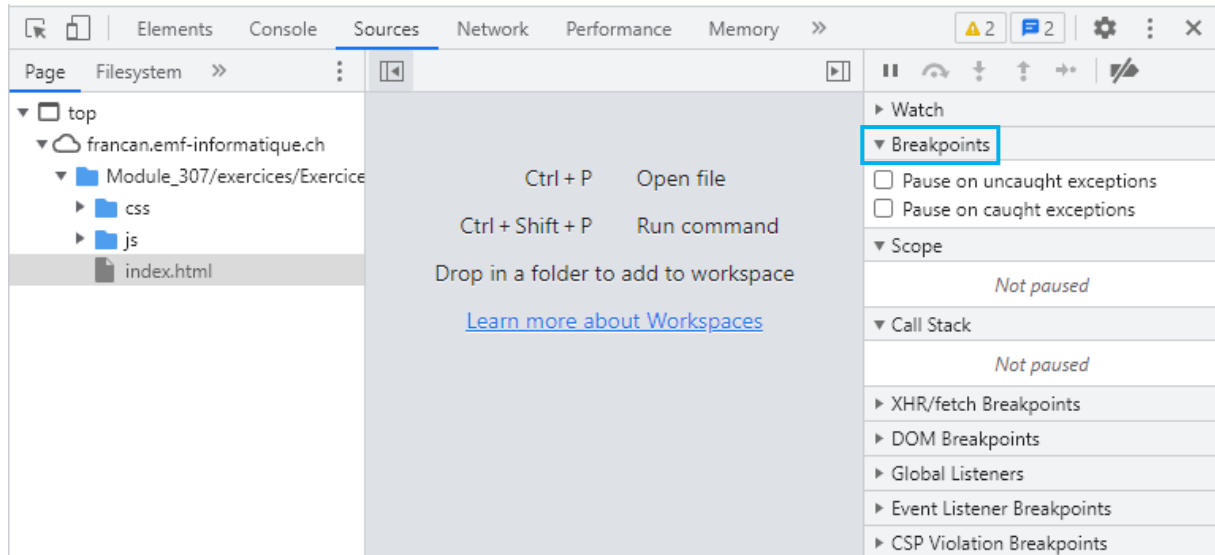 Elements Console Sources Network Performance Memory » 2 2
Page Filesystem »
top
francan.emf-informatique.ch
Module_307/exercices/Exercice
css
js
index.html
Ctrl + P Open file
Ctrl + Shift + P Run command
Drop in a folder to add to workspace
Learn more about Workspaces
Watch
Breakpoints
Pause on uncaught exceptions
Pause on caught exceptions
Scope
Not paused
Call Stack
Not paused
XHR/fetch Breakpoints
DOM Breakpoints
Global Listeners
Event Listener Breakpoints
CSP Violation Breakpoints